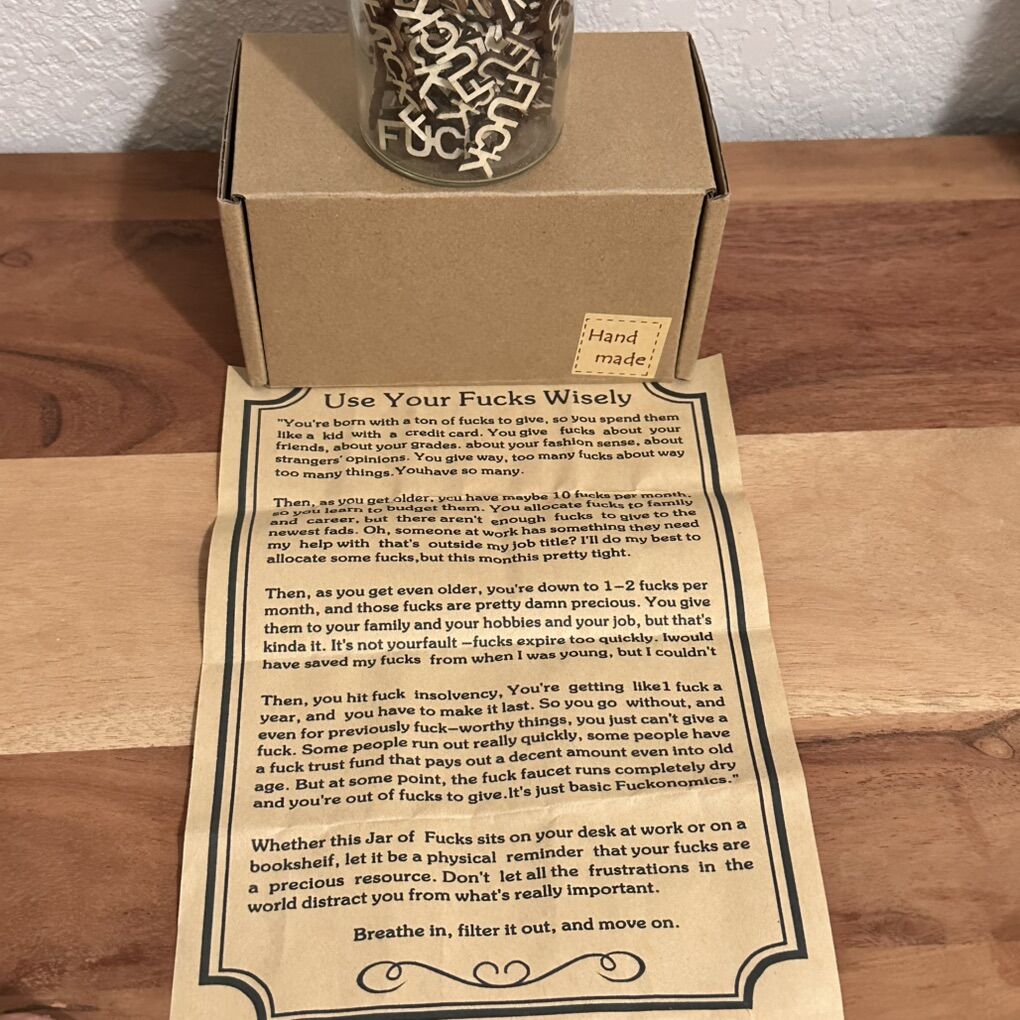 FUCK
FUCK
Hand
made
Use Your Fucks Wisely
"You're born with a ton of fucks to give, so you spend them
like a kid with a credit card. You give fucks about your
friends, about your grades. about your fashion sense, about
strangers' opinions. You give way, too many fucks about way
too many things.Youhave so many.
Then, as you get older, you have maybe 10 fucks per month,
so you learn to budget them. You allocate fucks to family
and career, but there aren't enough fucks to give to the
newest fads. Oh, someone at work has something they need
my help with that's outside my job title? I'll do my best to
allocate some fucks,but this monthis pretty tight.
Then, as you get even older, you're down to 1–2 fucks per
month, and those fucks are pretty damn precious. You give
them to your family and your hobbies and your job, but that's
kinda it. It's not yourfault –fucks expire too quickly. Iwould
have saved my fucks from when I was young, but I couldn't
Then, you hit fuck insolvency, You're getting like1 fuck a
year, and you have to make it last. So you go without, and
even for previously fuck–worthy things, you just can't give a
fuck. Some people run out really quickly, some people have
a fuck trust fund that pays out a decent amount even into old
age. But at some point, the fuck faucet runs completely dry
and you're out of fucks to give.It's just basic Fuckonomics."
Whether this Jar of Fucks sits on your desk at work or on a
booksheif, let it be a physical reminder that your fucks are
a precious resource. Don't let all the frustrations in the
world distract you from what's really important.
Breathe in, filter it out, and move on.